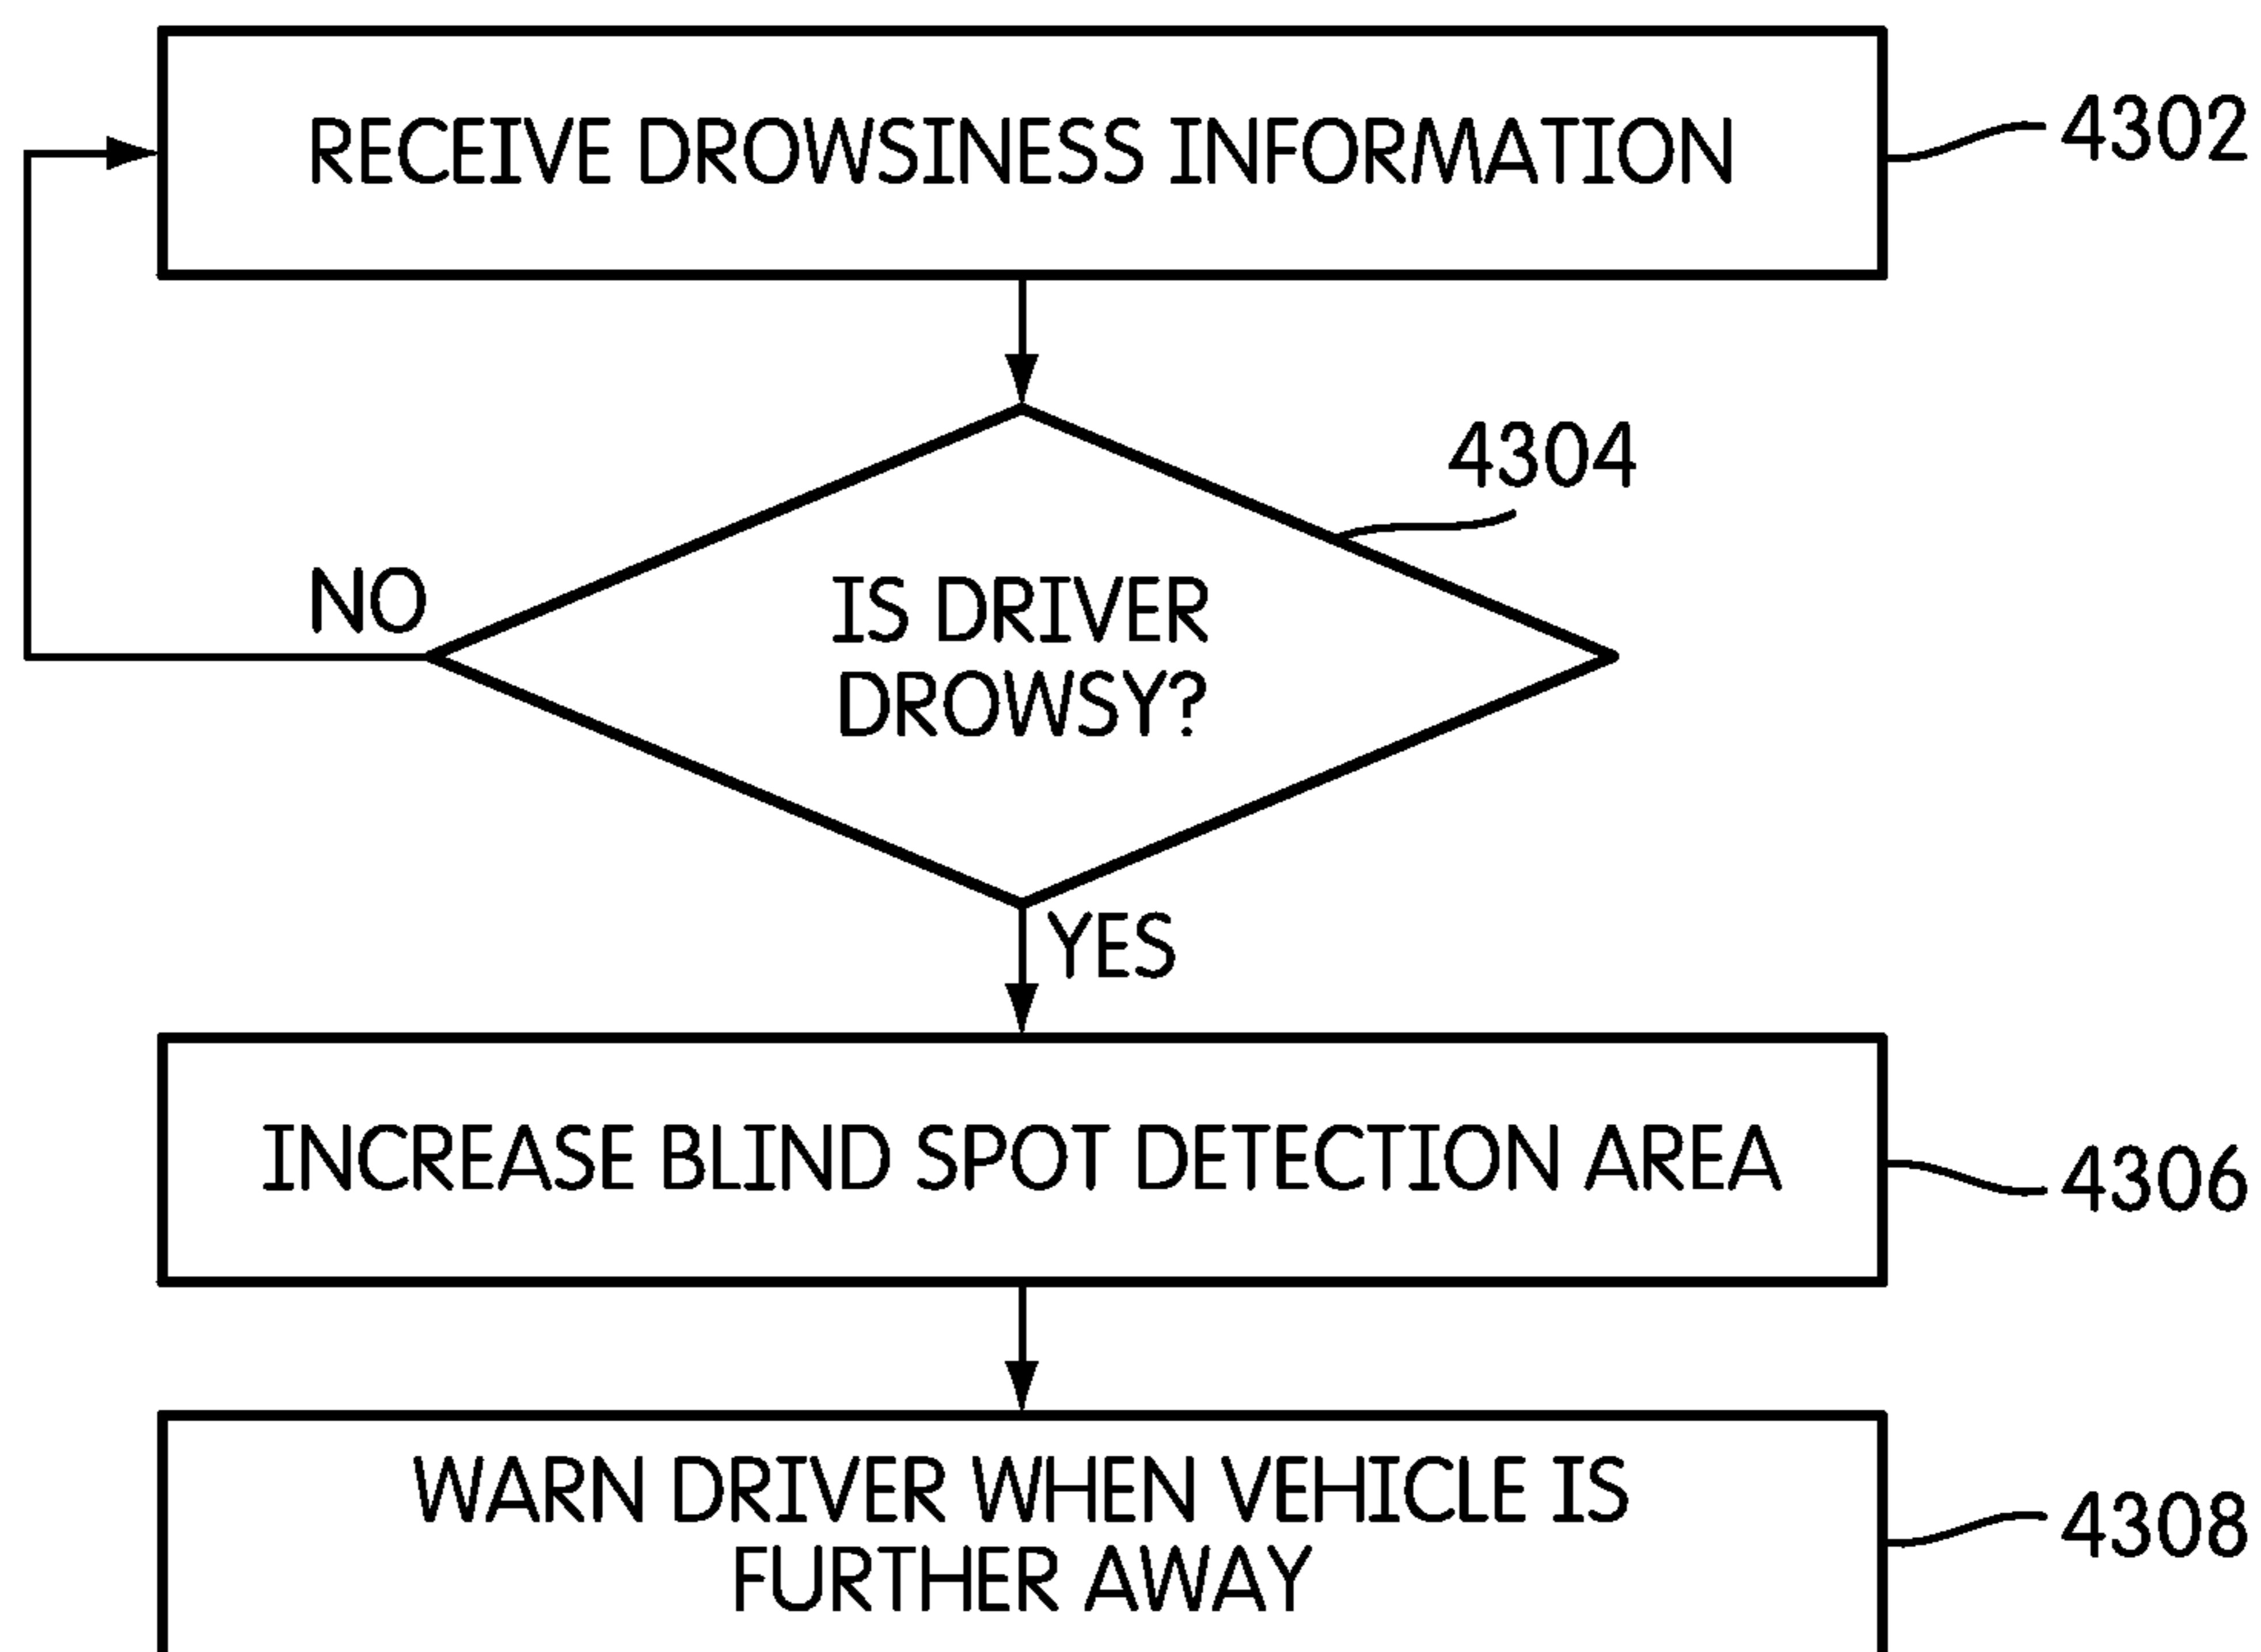 RECEIVE DROWSINESS INFORMATION
4302
4304
IS DRIVER
DROWSY?
NO
YES
INCREASE BLIND SPOT DETECTION AREA
4306
WARN DRIVER WHEN VEHICLE IS
FURTHER AWAY
4308